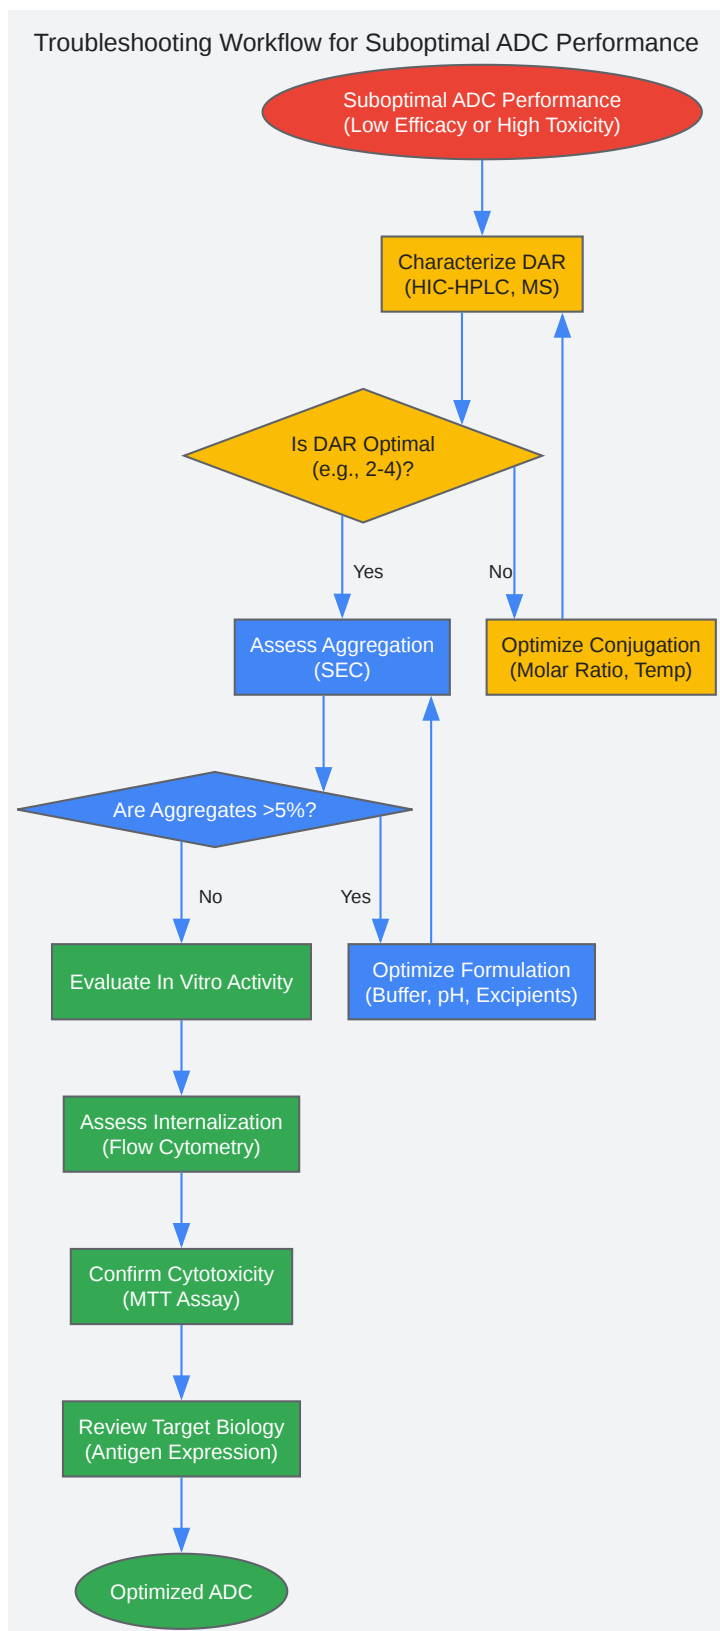 Troubleshooting Workflow for Suboptimal ADC Performance
Suboptimal ADC Performance
(Low Efficacy or High Toxicity)
Characterize DAR
(HIC-HPLC, MS)
Is DAR Optimal
(e.g., 2-4)?
Yes
No
Assess Aggregation
(SEC)
Optimize Conjugation
(Molar Ratio, Temp)
Are Aggregates >5%?
No
Yes
Evaluate In Vitro Activity
Optimize Formulation
(Buffer, pH, Excipients)
Assess Internalization
(Flow Cytometry)
Confirm Cytotoxicity
(MTT Assay)
Review Target Biology
(Antigen Expression)
Optimized ADC